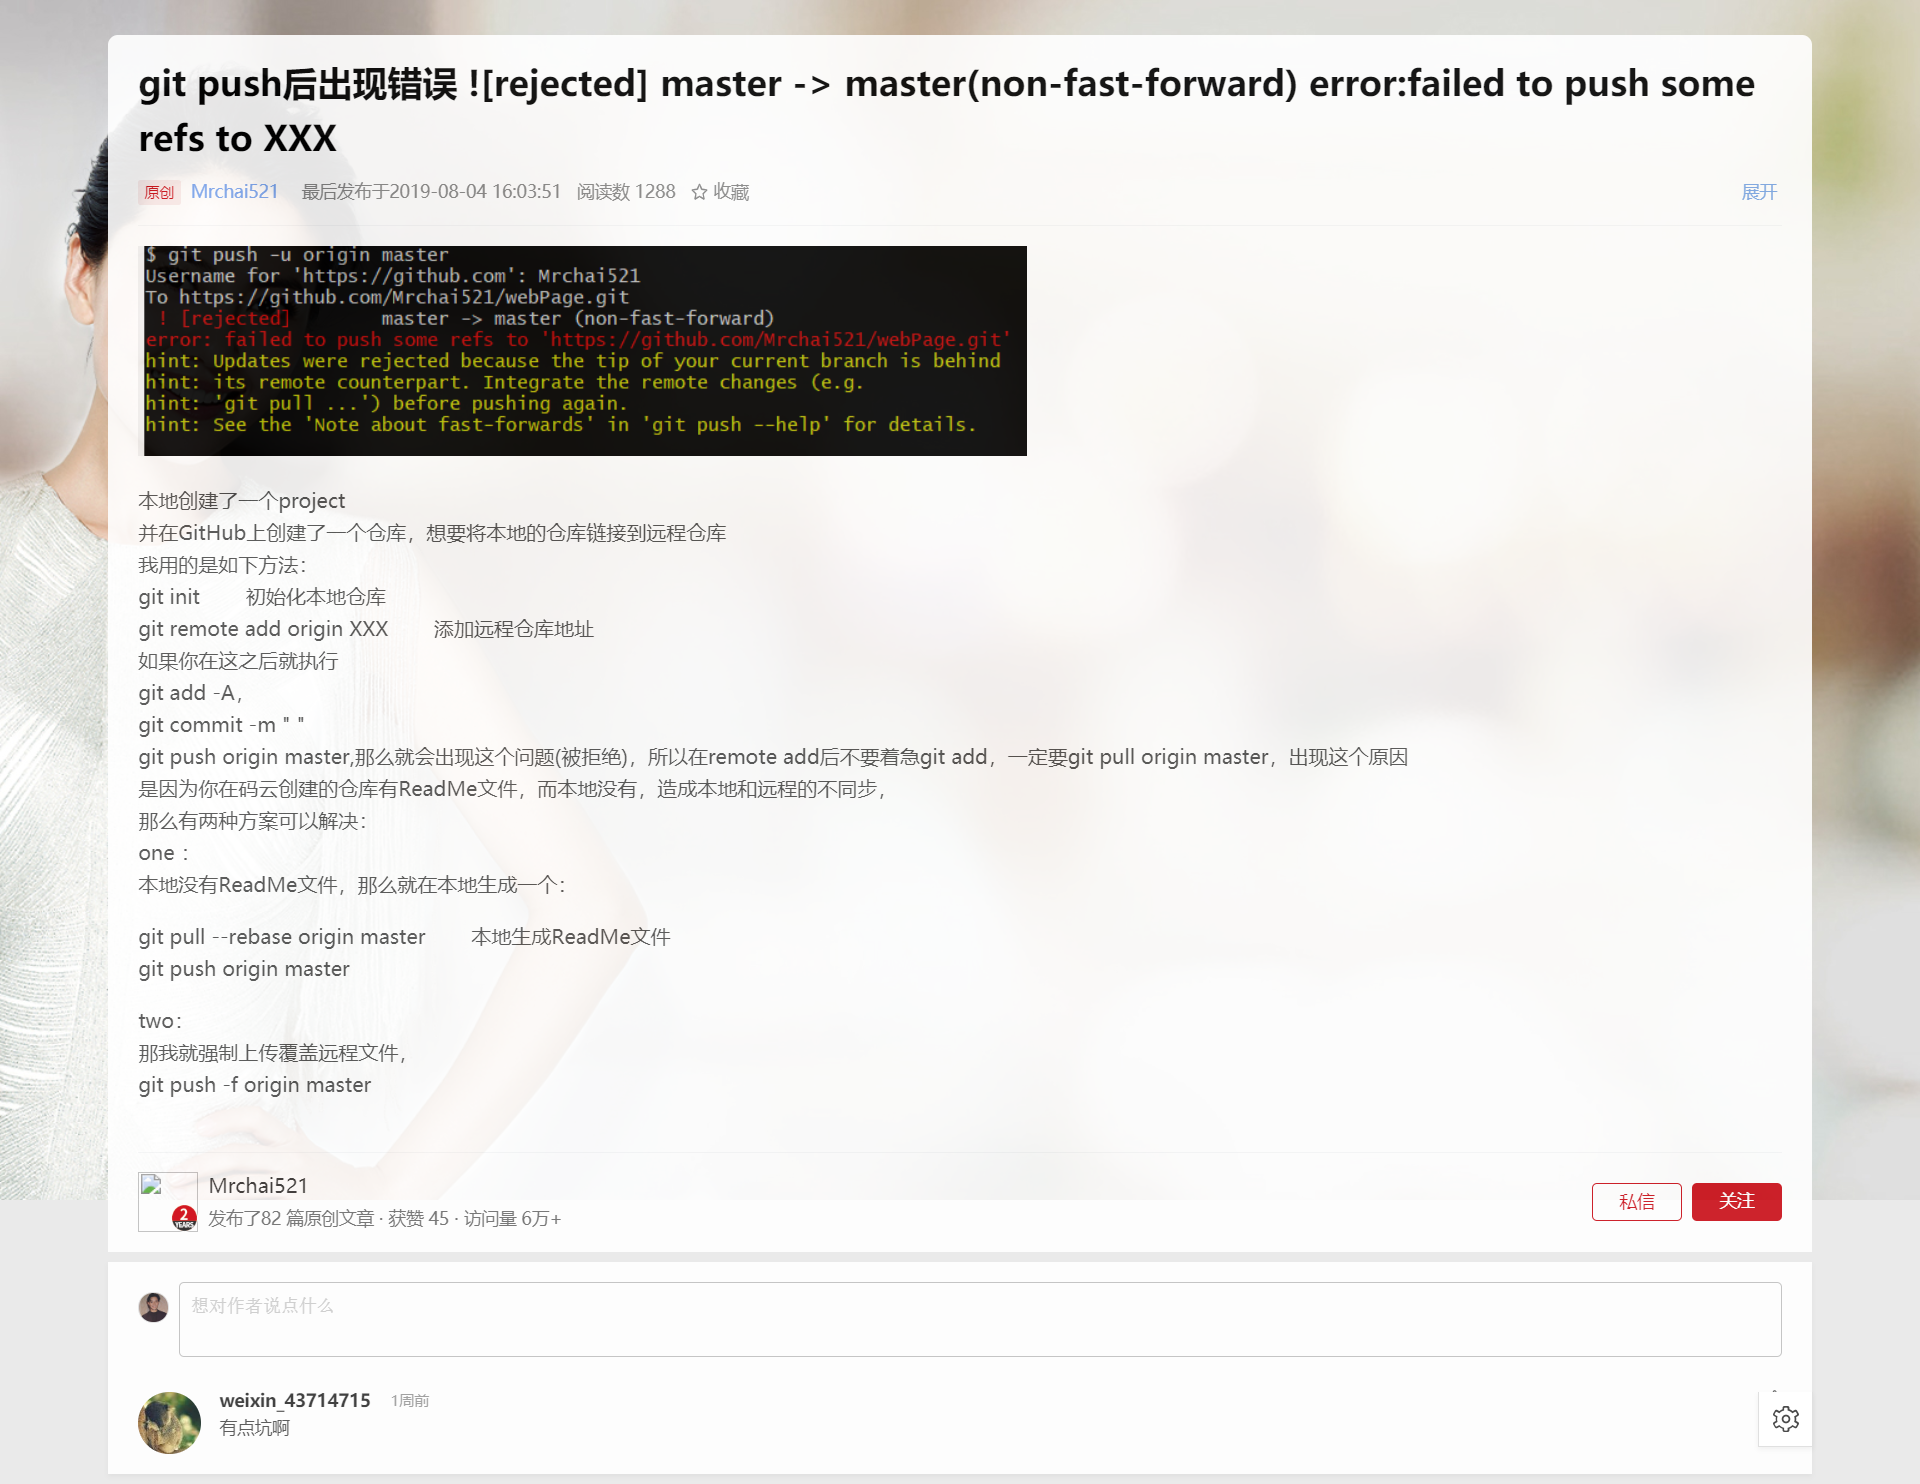 git push后出现错误 ![rejected] master -> master(non-fast-forward) error:failed to push some
refs to XXX
原创 Mrchai521 最后发布于2019-08-04 16:03:51 阅读数 1288 收藏 展开
$ git push -u origin master
Username for 'https://github.com': Mrchai521
To https://github.com/Mrchai521/webPage.git
! [rejected] master -> master (non-fast-forward)
error: failed to push some refs to 'https://github.com/Mrchai521/webPage.git'
hint: Updates were rejected because the tip of your current branch is behind
hint: its remote counterpart. Integrate the remote changes (e.g.
hint: 'git pull ...') before pushing again.
hint: See the 'Note about fast-forwards' in 'git push --help' for details.
本地创建了一个project
并在GitHub上创建了一个仓库，想要将本地的仓库链接到远程仓库
我用的是如下方法：
git init 初始化本地仓库
git remote add origin XXX 添加远程仓库地址
如果你在这之后就执行
git add -A，
git commit -m " "
git push origin master,那么就会出现这个问题(被拒绝)，所以在remote add后不要着急git add，一定要git pull origin master，出现这个原因
是因为你在码云创建的仓库有ReadMe文件，而本地没有，造成本地和远程的不同步，
那么有两种方案可以解决：
one：
本地没有ReadMe文件，那么就在本地生成一个：
git pull --rebase origin master 本地生成ReadMe文件
git push origin master
two：
那我就强制上传覆盖远程文件，
git push -f origin master
2
YEARS
Mrchai521
发布了82 篇原创文章 · 获赞 45 · 访问量 6万+
私信 关注
想对作者说点什么
weixin_43714715 1周前
有点坑啊